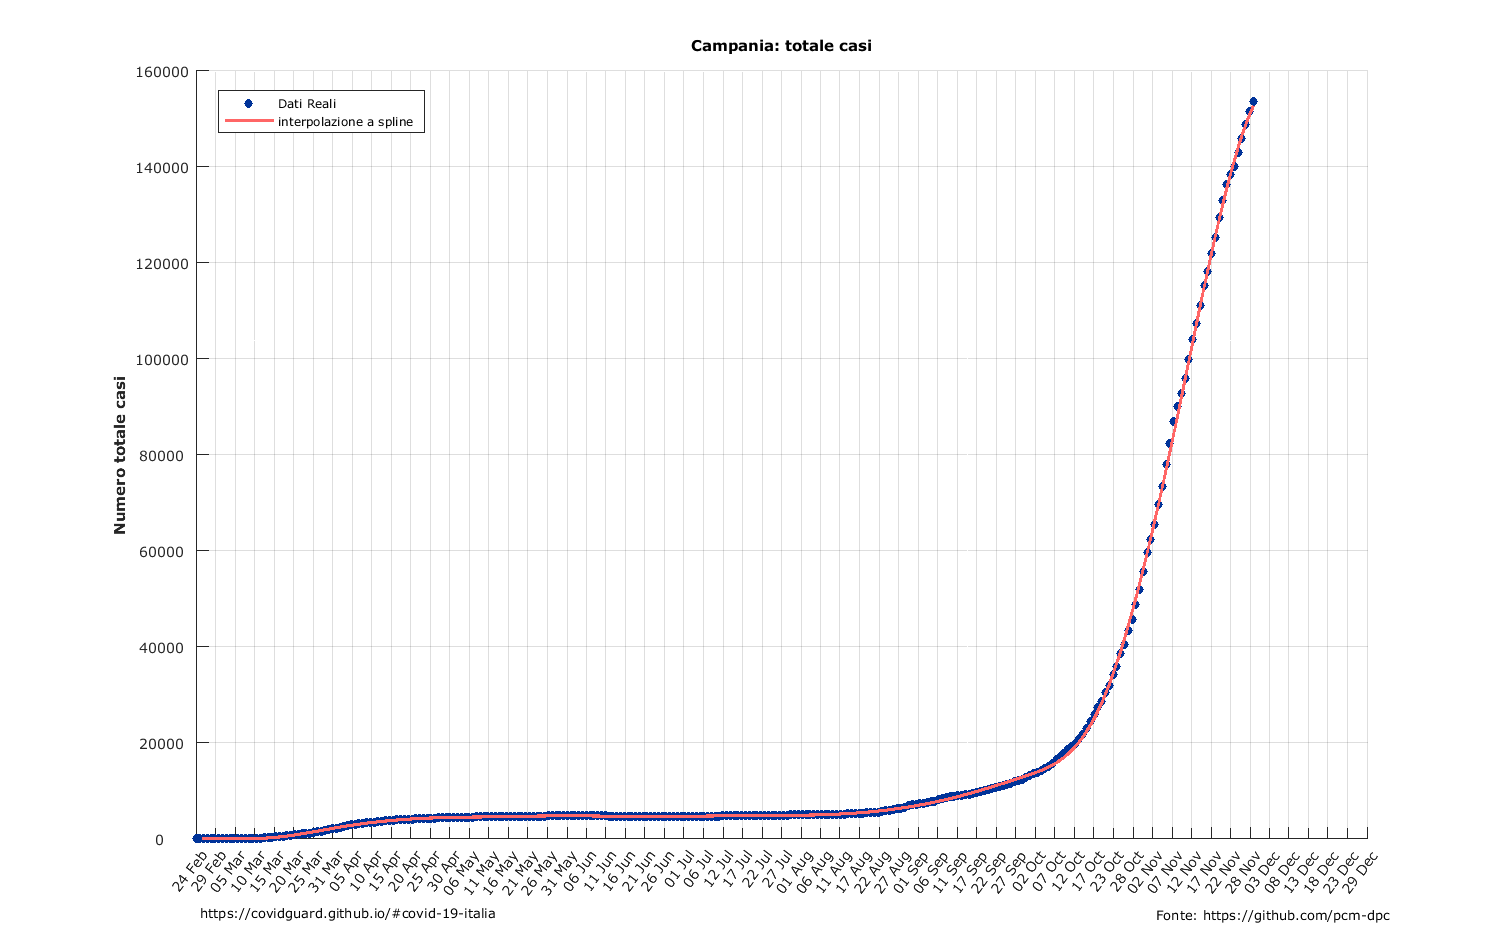 Campania: totale casi
160000
140000
120000
100000
80000
60000
40000
20000
0
Numero totale casi
Dati Reali
interpolazione a spline
24 Feb
29 Feb
05 Mar
10 Mar
15 Mar
20 Mar
25 Mar
31 Mar
05 Apr
10 Apr
15 Apr
20 Apr
25 Apr
30 Apr
06 May
11 May
16 May
21 May
26 May
31 May
06 Jun
11 Jun
16 Jun
21 Jun
26 Jun
01 Jul
06 Jul
12 Jul
17 Jul
22 Jul
27 Jul
01 Aug
06 Aug
11 Aug
17 Aug
22 Aug
27 Aug
01 Sep
06 Sep
11 Sep
17 Sep
22 Sep
27 Sep
02 Oct
07 Oct
12 Oct
17 Oct
23 Oct
28 Oct
02 Nov
07 Nov
12 Nov
17 Nov
22 Nov
28 Nov
03 Dec
08 Dec
13 Dec
18 Dec
23 Dec
29 Dec
https://covidguard.github.io/#covid-19-italia
Fonte: https://github.com/pcm-dpc